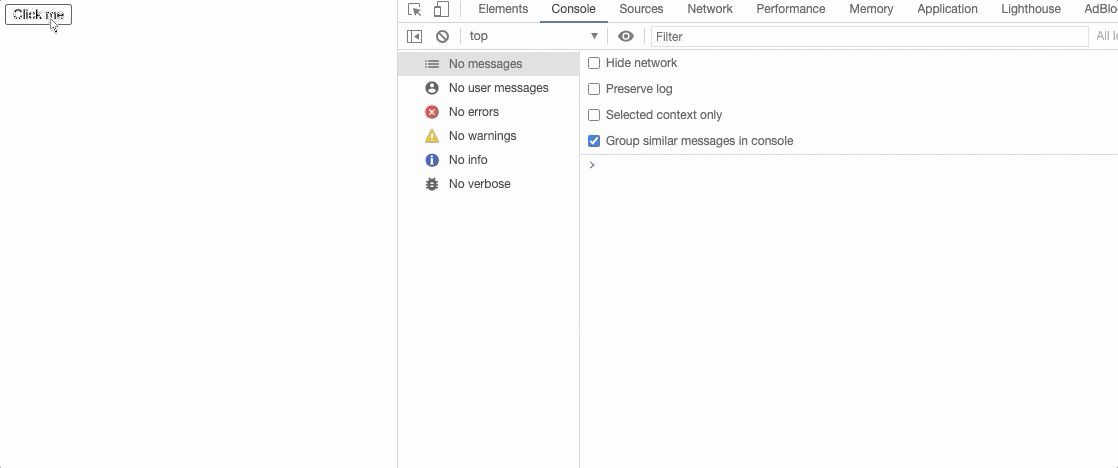 Click me
Elements Console Sources Network Performance Memory Application Lighthouse AdBlo
top Filter All le
No messages
No user messages
No errors
No warnings
No info
No verbose
Hide network
Preserve log
Selected context only
Group similar messages in console